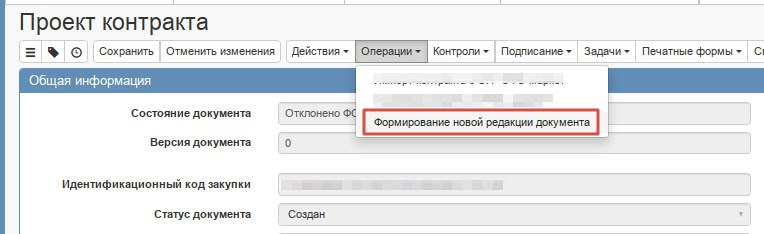 Проект контракта
Сохранить Отменить изменения Действия Операции Контроли Подписание Задачи Печатные формы
Общая информация
Формирование новой редакции документа
Состояние документа Отклонено
Версия документа 0
Идентификационный код закупки
Статус документа Создан